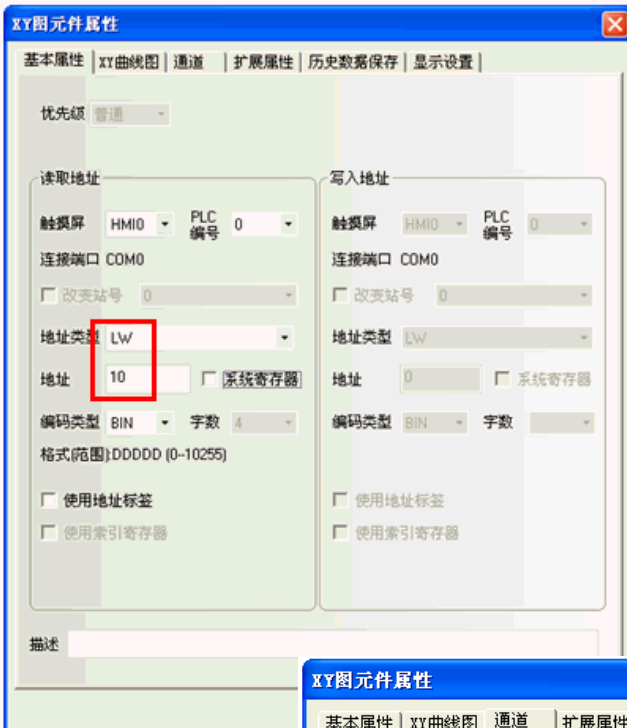 XY图元件属性
基本属性 XY曲线图 通道 扩展属性 历史数据保存 显示设置
优先级 普通
读取地址
触摸屏 HMI0 PLC编号 0
连接端口 COM0
改变站号 0
地址类型 LW
地址 10 系统寄存器
编码类型 BIN 字数 4
格式(范围):DDDDD (0~10255)
使用地址标签
使用索引寄存器
写入地址
触摸屏 HMI0 PLC编号 0
连接端口 COM0
改变站号 0
地址类型 LW
地址 0 系统寄存器
编码类型 BIN 字数
使用地址标签
使用索引寄存器
描述
XY图元件属性
基本属性 XY曲线图 通道 扩展属性